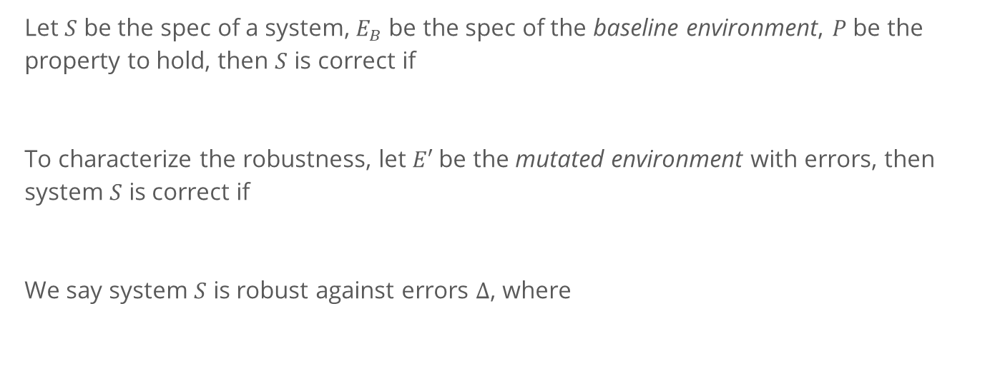 Let S be the spec of a system, E_B be the spec of the baseline environment, P be the
property to hold, then S is correct if
To characterize the robustness, let E′ be the mutated environment with errors, then
system S is correct if
We say system S is robust against errors Δ, where